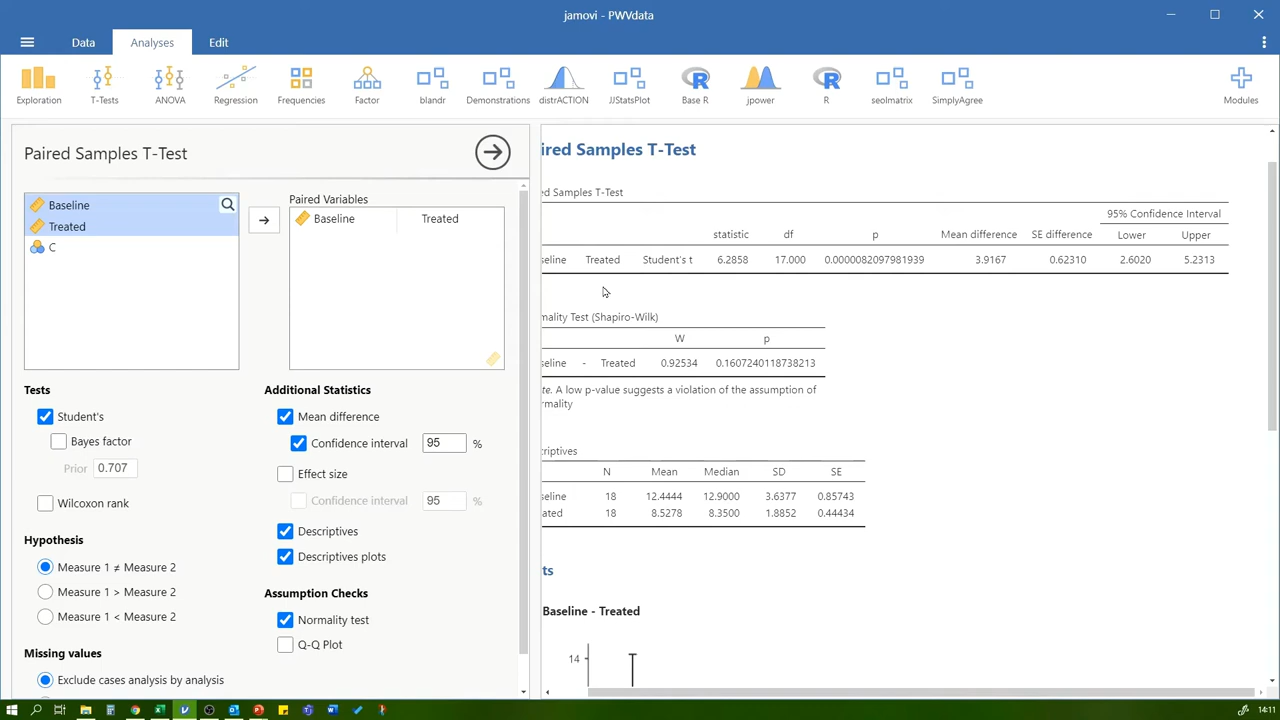 jamovi - PWVdata
Data Analyses Edit
Exploration T-Tests ANOVA Regression Frequencies Factor blandr Demonstrations distrACTION JJStatsPlot Base R jpower R seolmatrix SimplyAgree Modules
Paired Samples T-Test
Baseline
Treated
C
Paired Variables
Baseline Treated
Tests
Student's
Bayes factor
Prior 0.707
Wilcoxon rank
Hypothesis
Measure 1 ≠ Measure 2
Measure 1 > Measure 2
Measure 1 < Measure 2
Missing values
Exclude cases analysis by analysis
Additional Statistics
Mean difference
Confidence interval 95 %
Effect size
Confidence interval 95 %
Descriptives
Descriptives plots
Assumption Checks
Normality test
Q-Q Plot
ired Samples T-Test
ed Samples T-Test
95% Confidence Interval
statistic df p Mean difference SE difference Lower Upper
eline Treated Student's t 6.2858 17.000 0.0000082097981939 3.9167 0.62310 2.6020 5.2313
mality Test (Shapiro-Wilk)
W p
seline - Treated 0.92534 0.1607240118738213
te. A low p-value suggests a violation of the assumption of
mality
criptives
N Mean Median SD SE
eline 18 12.4444 12.9000 3.6377 0.85743
ated 18 8.5278 8.3500 1.8852 0.44434
ts
Baseline - Treated
14
14:11